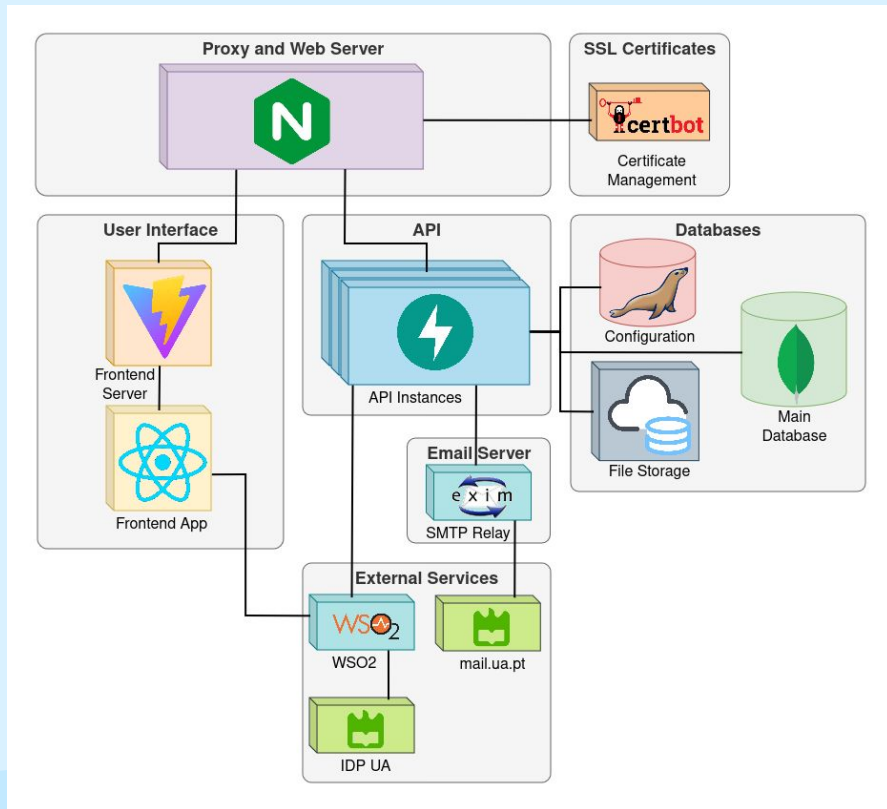 Proxy and Web Server
N
SSL Certificates
certbot
Certificate
Management
User Interface
Frontend
Server
Frontend App
API
API Instances
Databases
Configuration
Main
Database
File Storage
Email Server
exim
SMTP Relay
External Services
WSO2
WSO2
mail.ua.pt
IDP UA